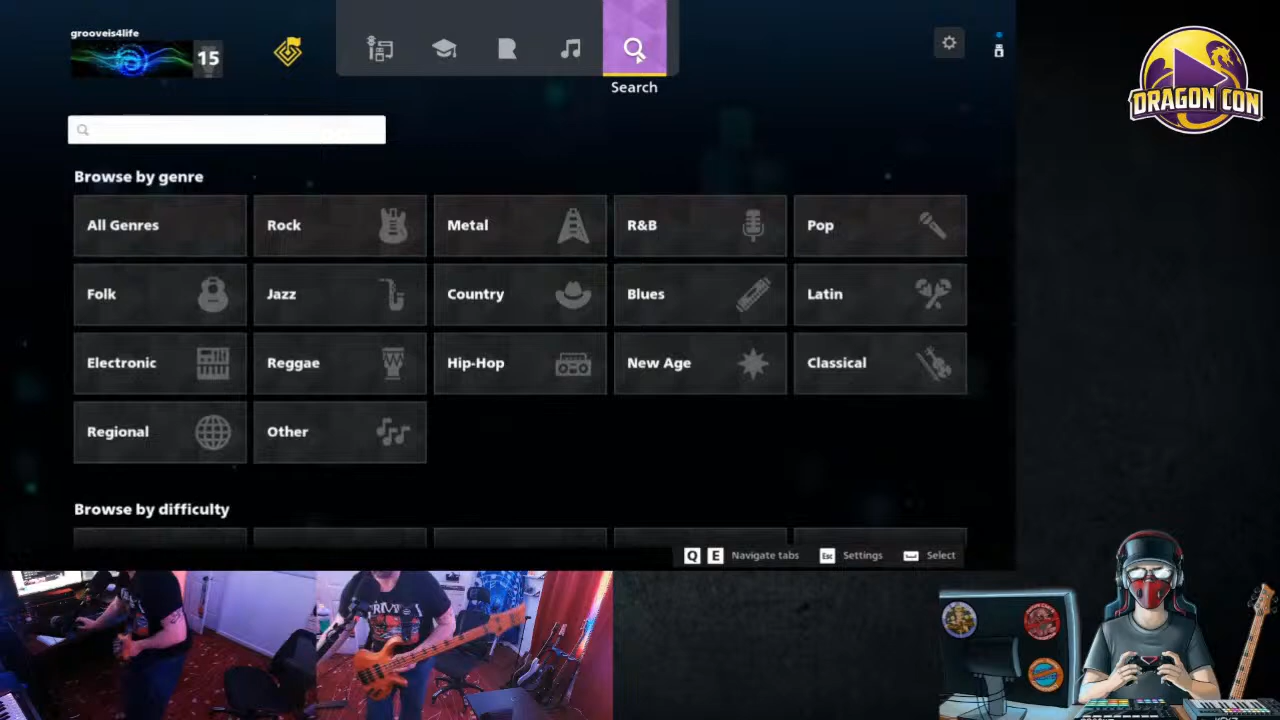 grooveis4life
15
Search
DRAGON CON
Browse by genre
All Genres
Rock
Metal
R&B
Pop
Folk
Jazz
Country
Blues
Latin
Electronic
Reggae
Hip-Hop
New Age
Classical
Regional
Other
Browse by difficulty
Q E Navigate tabs Esc Settings Select